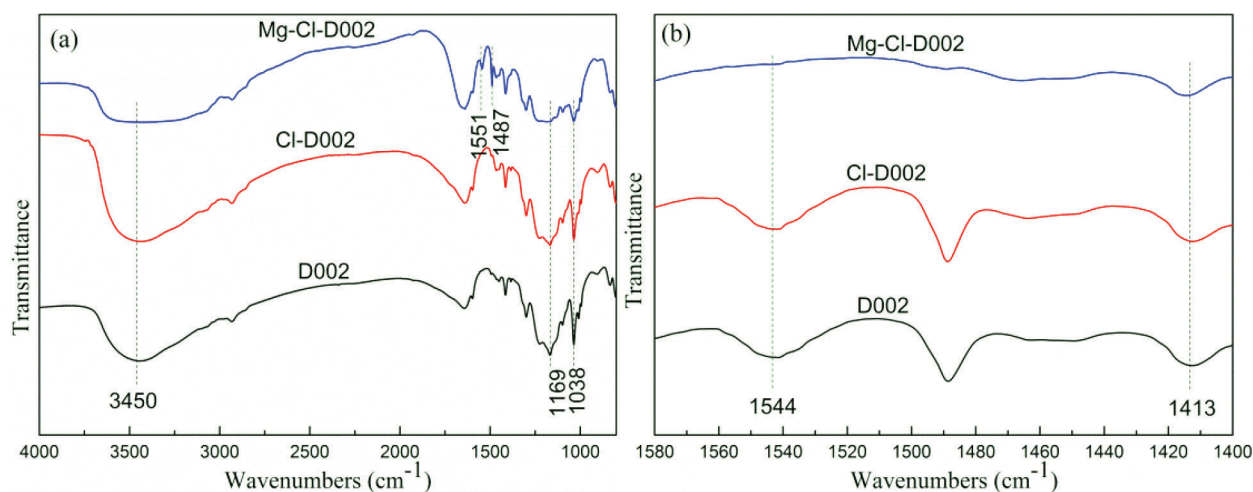 (a)
Mg-Cl-D002
Cl-D002
D002
1551
1487
3450
1169
1038
Transmittance
4000 3500 3000 2500 2000 1500 1000
Wavenumbers (cm⁻¹)
(b)
Mg-Cl-D002
Cl-D002
D002
1544
1413
Transmittance
1580 1560 1540 1520 1500 1480 1460 1440 1420 1400
Wavenumbers (cm⁻¹)